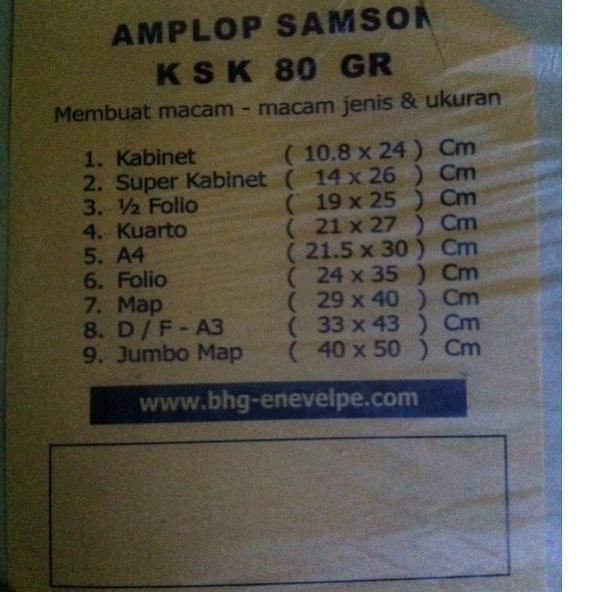 AMPLOP SAMSON
K S K 80 GR
Membuat macam - macam jenis & ukuran
1. Kabinet ( 10.8 x 24 ) Cm
2. Super Kabinet ( 14 x 26 ) Cm
3. ½ Folio ( 19 x 25 ) Cm
4. Kuarto ( 21 x 27 ) Cm
5. A4 ( 21.5 x 30 ) Cm
6. Folio ( 24 x 35 ) Cm
7. Map ( 29 x 40 ) Cm
8. D / F - A3 ( 33 x 43 ) Cm
9. Jumbo Map ( 40 x 50 ) Cm
www.bhg-enevelpe.com